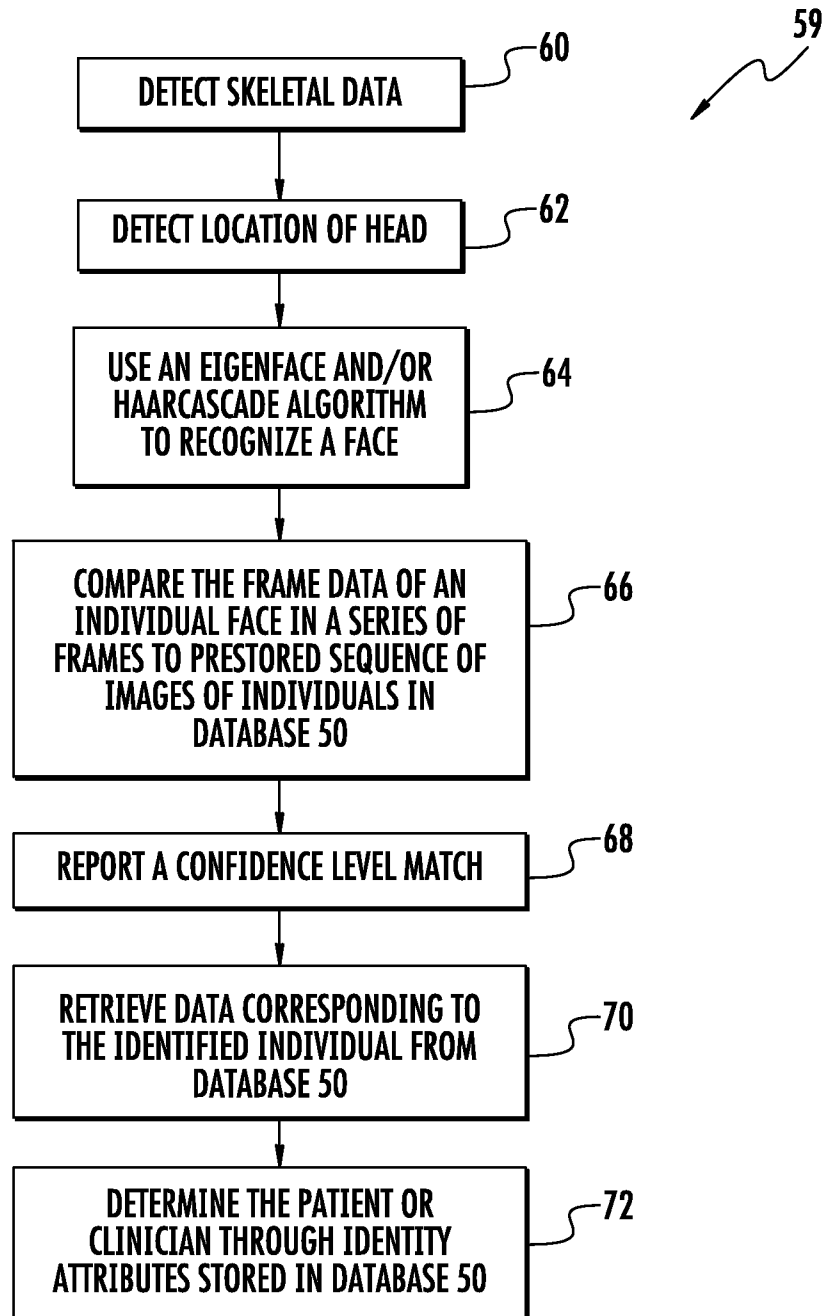 59
60
DETECT SKELETAL DATA
62
DETECT LOCATION OF HEAD
64
USE AN EIGENFACE AND/OR
HAARCASCADE ALGORITHM
TO RECOGNIZE A FACE
66
COMPARE THE FRAME DATA OF AN
INDIVIDUAL FACE IN A SERIES OF
FRAMES TO PRESTORED SEQUENCE OF
IMAGES OF INDIVIDUALS IN
DATABASE 50
68
REPORT A CONFIDENCE LEVEL MATCH
70
RETRIEVE DATA CORRESPONDING TO
THE IDENTIFIED INDIVIDUAL FROM
DATABASE 50
72
DETERMINE THE PATIENT OR
CLINICIAN THROUGH IDENTITY
ATTRIBUTES STORED IN DATABASE 50